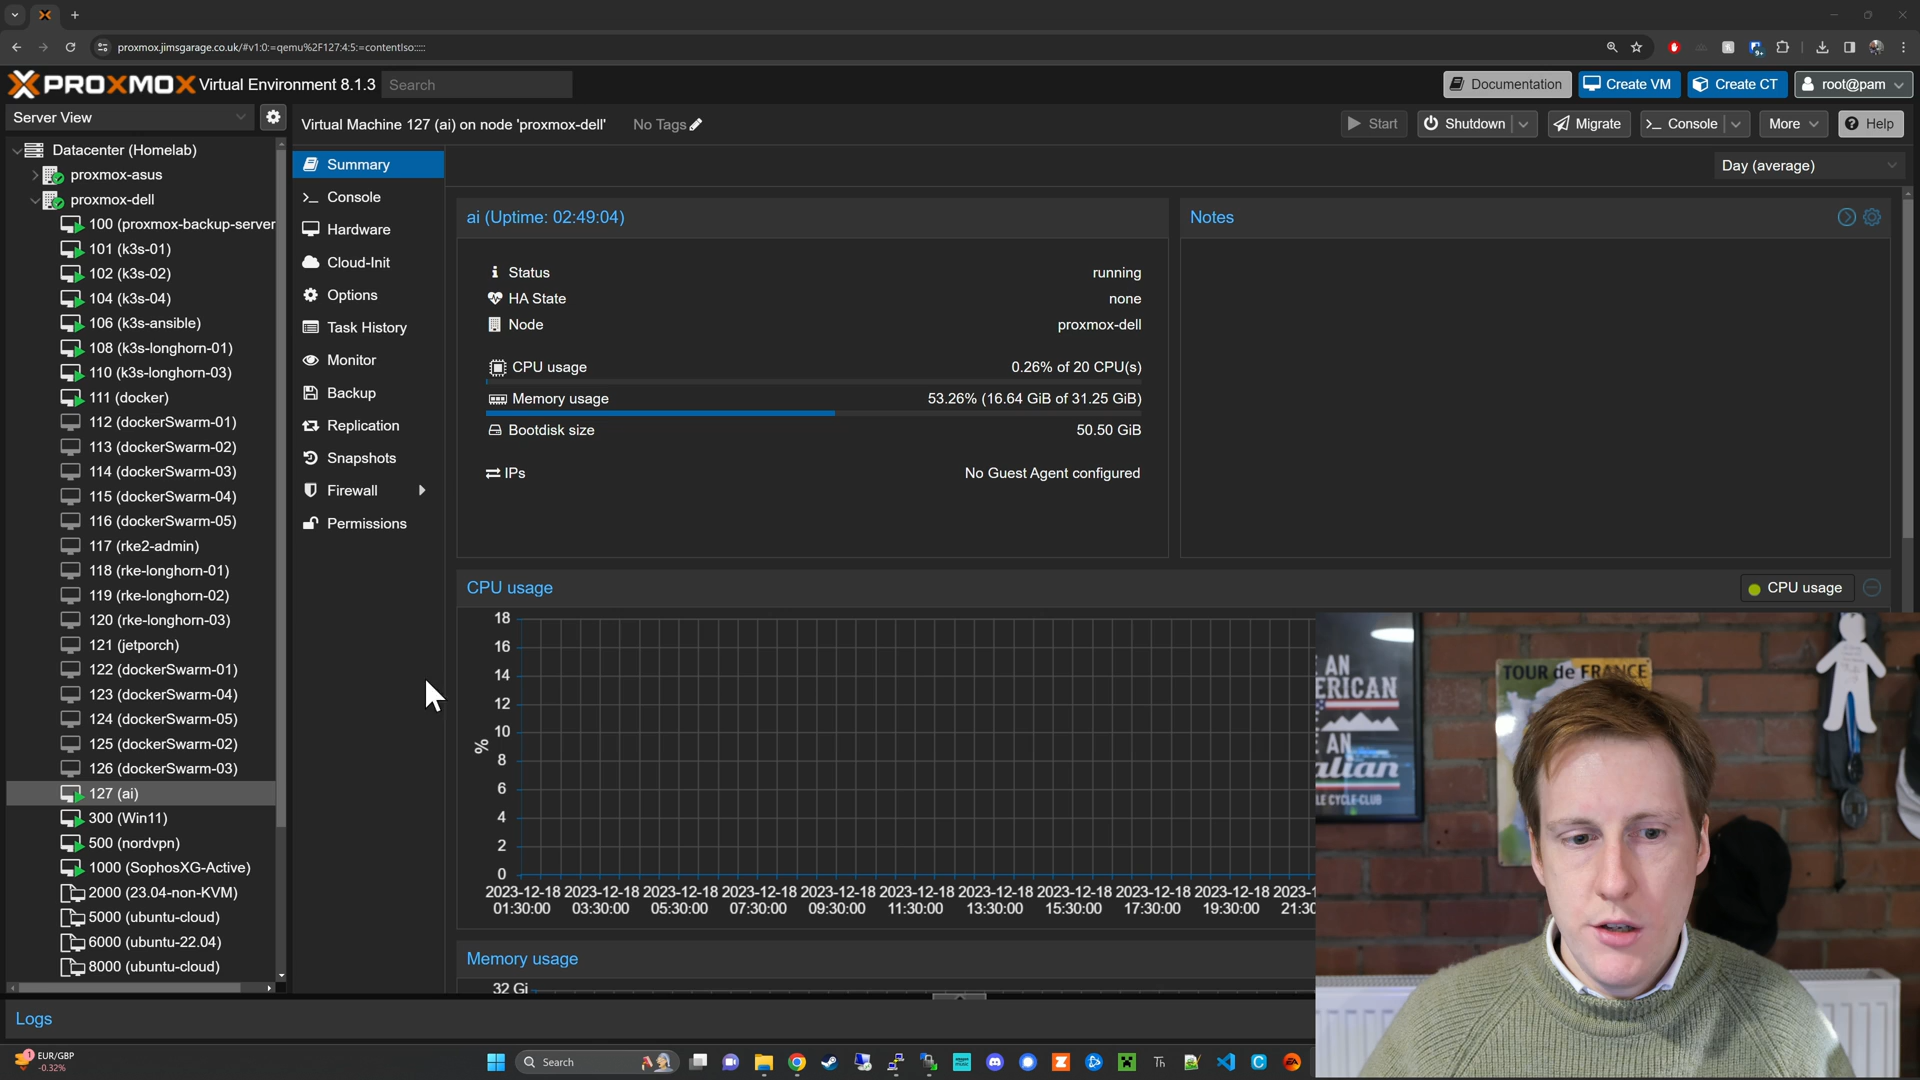 proxmox.jimsgarage.co.uk/#v1:0:=qemu%2F127:4:5:=contentIso:::::
PROXMOX Virtual Environment 8.1.3
Search
Documentation
Create VM
Create CT
root@pam
Server View
Virtual Machine 127 (ai) on node 'proxmox-dell'
No Tags
Start
Shutdown
Migrate
Console
More
Help
Datacenter (Homelab)
proxmox-asus
proxmox-dell
100 (proxmox-backup-server
101 (k3s-01)
102 (k3s-02)
104 (k3s-04)
106 (k3s-ansible)
108 (k3s-longhorn-01)
110 (k3s-longhorn-03)
111 (docker)
112 (dockerSwarm-01)
113 (dockerSwarm-02)
114 (dockerSwarm-03)
115 (dockerSwarm-04)
116 (dockerSwarm-05)
117 (rke2-admin)
118 (rke-longhorn-01)
119 (rke-longhorn-02)
120 (rke-longhorn-03)
121 (jetporch)
122 (dockerSwarm-01)
123 (dockerSwarm-04)
124 (dockerSwarm-05)
125 (dockerSwarm-02)
126 (dockerSwarm-03)
127 (ai)
300 (Win11)
500 (nordvpn)
1000 (SophosXG-Active)
2000 (23.04-non-KVM)
5000 (ubuntu-cloud)
6000 (ubuntu-22.04)
8000 (ubuntu-cloud)
Summary
Console
Hardware
Cloud-Init
Options
Task History
Monitor
Backup
Replication
Snapshots
Firewall
Permissions
Day (average)
ai (Uptime: 02:49:04)
Status running
HA State none
Node proxmox-dell
CPU usage 0.26% of 20 CPU(s)
Memory usage 53.26% (16.64 GiB of 31.25 GiB)
Bootdisk size 50.50 GiB
IPs No Guest Agent configured
Notes
CPU usage
CPU usage
18
16
14
12
10
8
6
4
2
0
%
2023-12-18 2023-12-18 2023-12-18 2023-12-18 2023-12-18 2023-12-18 2023-12-18 2023-12-18 2023-12-18 2023-12-18 2023-1
01:30:00 03:30:00 05:30:00 07:30:00 09:30:00 11:30:00 13:30:00 15:30:00 17:30:00 19:30:00 21:30
Memory usage
32 Gi
AN
ERICAN
AN
alian
LE CYCLE-CLUB
TOUR de FRANCE
Logs
EUR/GBP
-0.32%
Search
Th